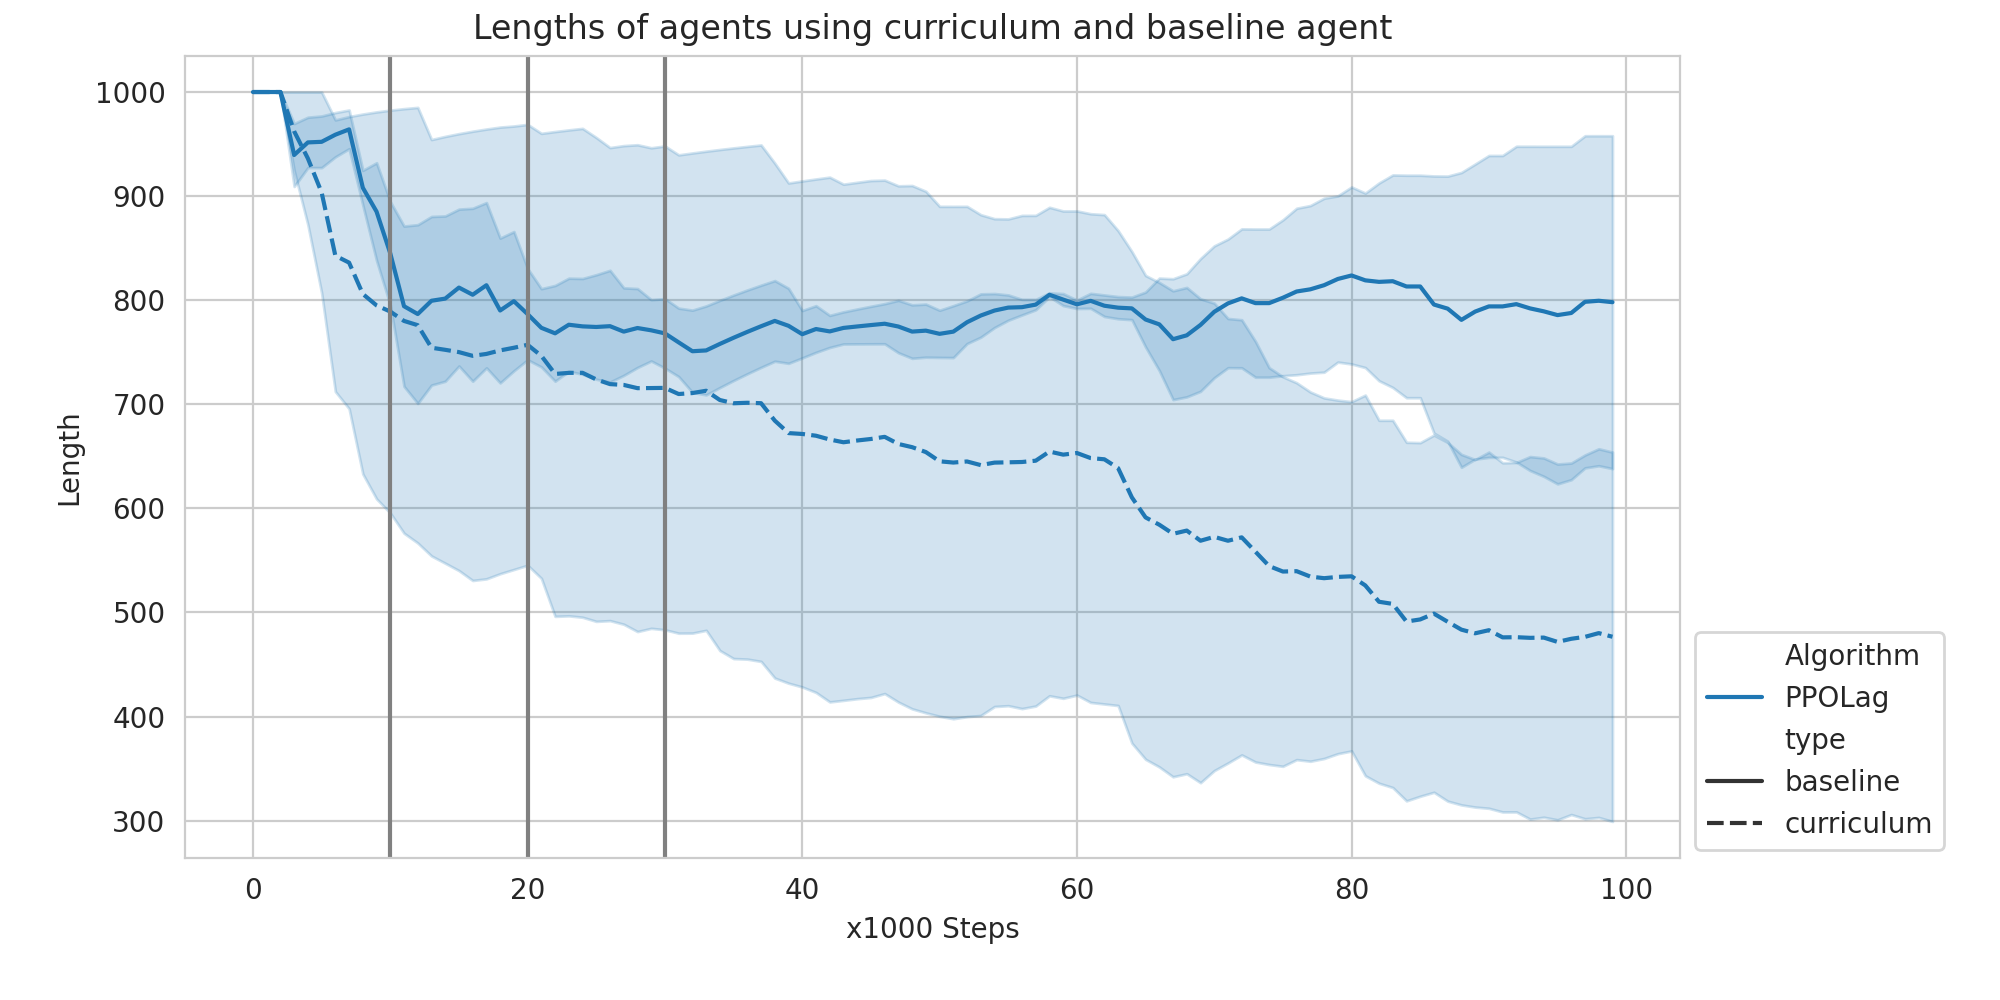 Lengths of agents using curriculum and baseline agent
1000
900
800
700
600
500
400
300
Length
0 20 40 60 80 100
x1000 Steps
Algorithm
PPOLag
type
baseline
curriculum